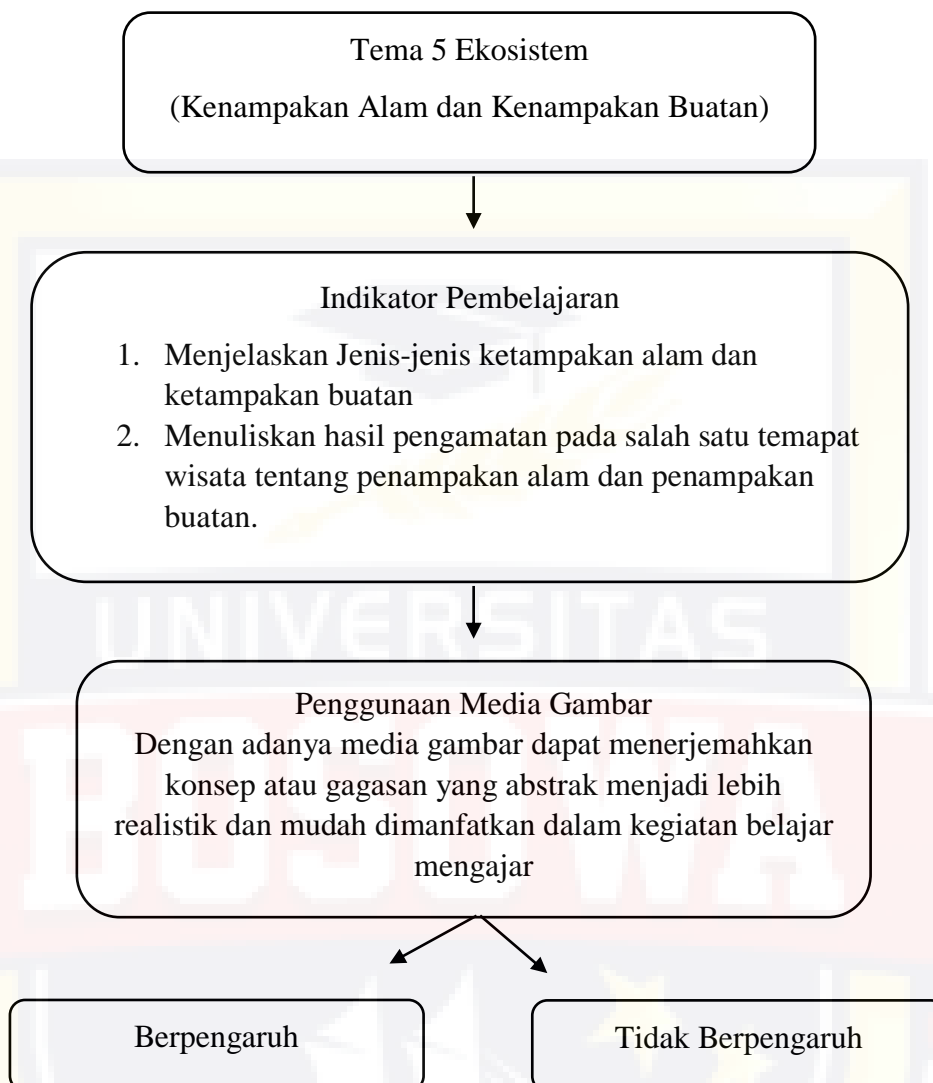 Tema 5 Ekosistem
(Kenampakan Alam dan Kenampakan Buatan)
Indikator Pembelajaran
1. Menjelaskan Jenis-jenis ketampakan alam dan
ketampakan buatan
2. Menuliskan hasil pengamatan pada salah satu temapat
wisata tentang penampakan alam dan penampakan
buatan.
UNIVERSITAS
Penggunaan Media Gambar
Dengan adanya media gambar dapat menerjemahkan
konsep atau gagasan yang abstrak menjadi lebih
realistik dan mudah dimanfatkan dalam kegiatan belajar
mengajar
BOSOWA
Berpengaruh
Tidak Berpengaruh